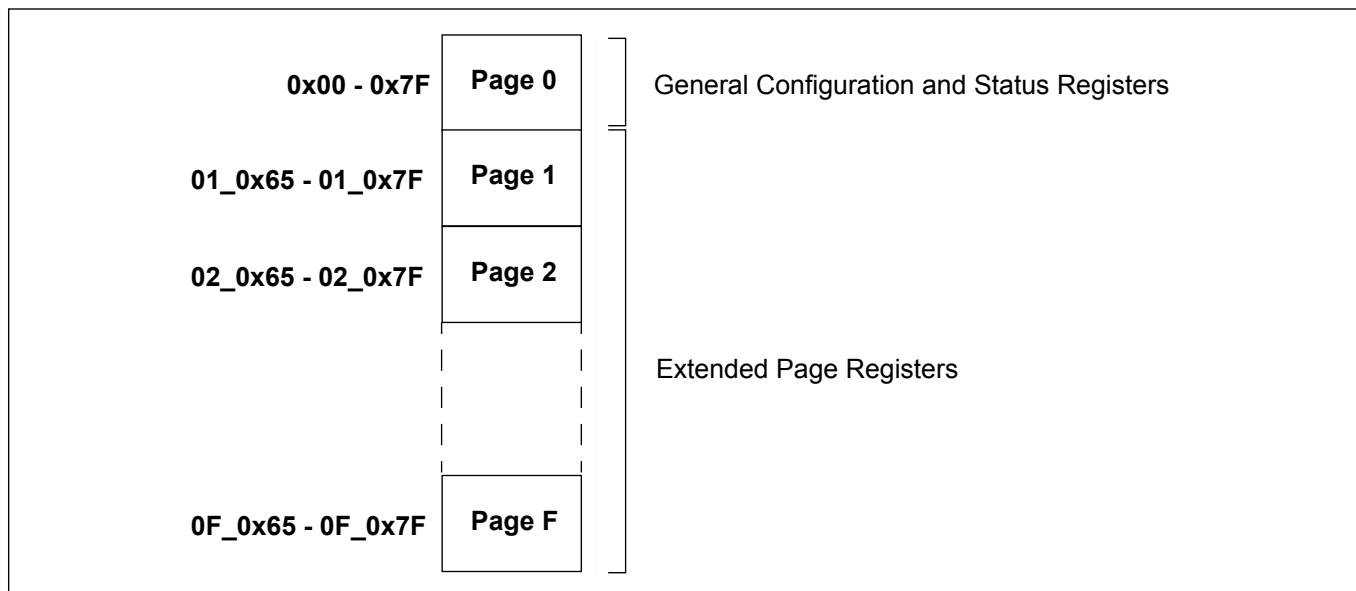 0x00 - 0x7F Page 0 General Configuration and Status Registers
01_0x65 - 01_0x7F Page 1
02_0x65 - 02_0x7F Page 2
Extended Page Registers
0F_0x65 - 0F_0x7F Page F